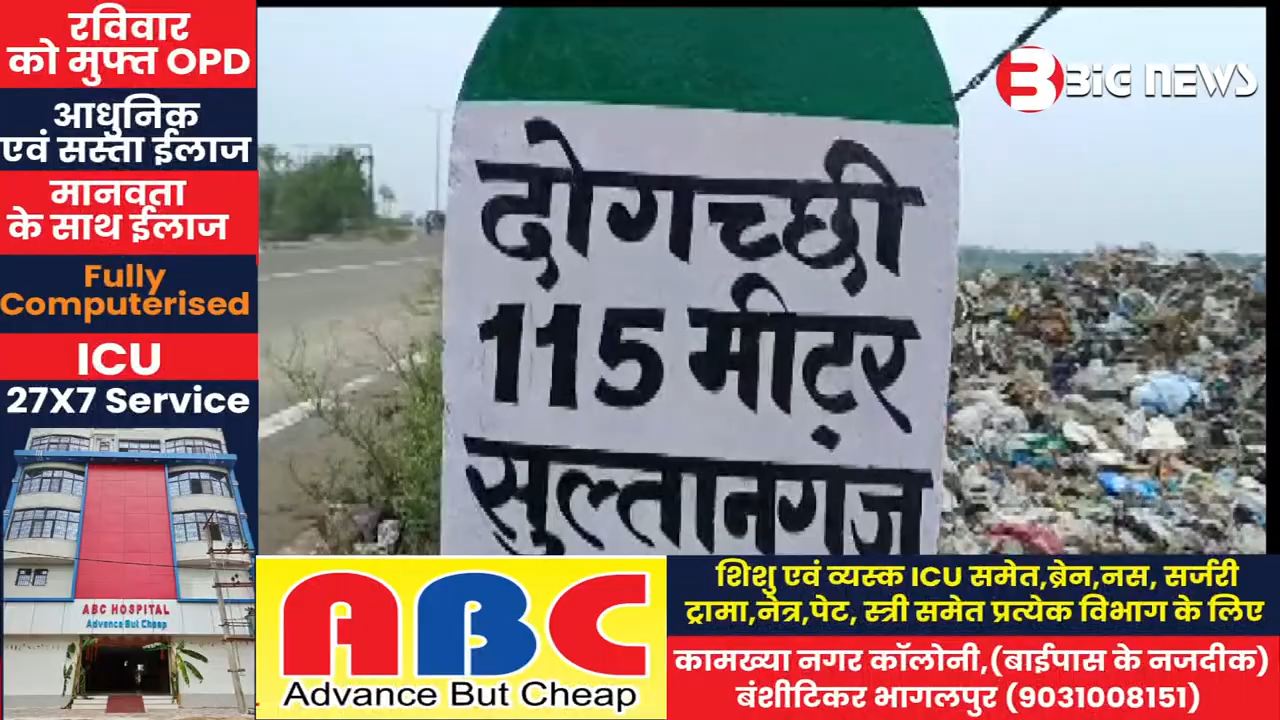 रविवार
को मुफ्त OPD
आधुनिक
एवं सस्ता ईलाज
मानवता
के साथ ईलाज
Fully
Computerised
ICU
27X7 Service
ABC HOSPITAL
Advance But Cheap
3 BIG NEWS
दोगच्छी
115 मीटर
सुल्तानगंज
ABC
Advance But Cheap
शिशु एवं व्यस्क ICU समेत,ब्रेन,नस, सर्जरी
ट्रामा,नेत्र,पेट, स्त्री समेत प्रत्येक विभाग के लिए
कामख्या नगर कॉलोनी,(बाईपास के नजदीक)
बंशीटिकर भागलपुर (9031008151)